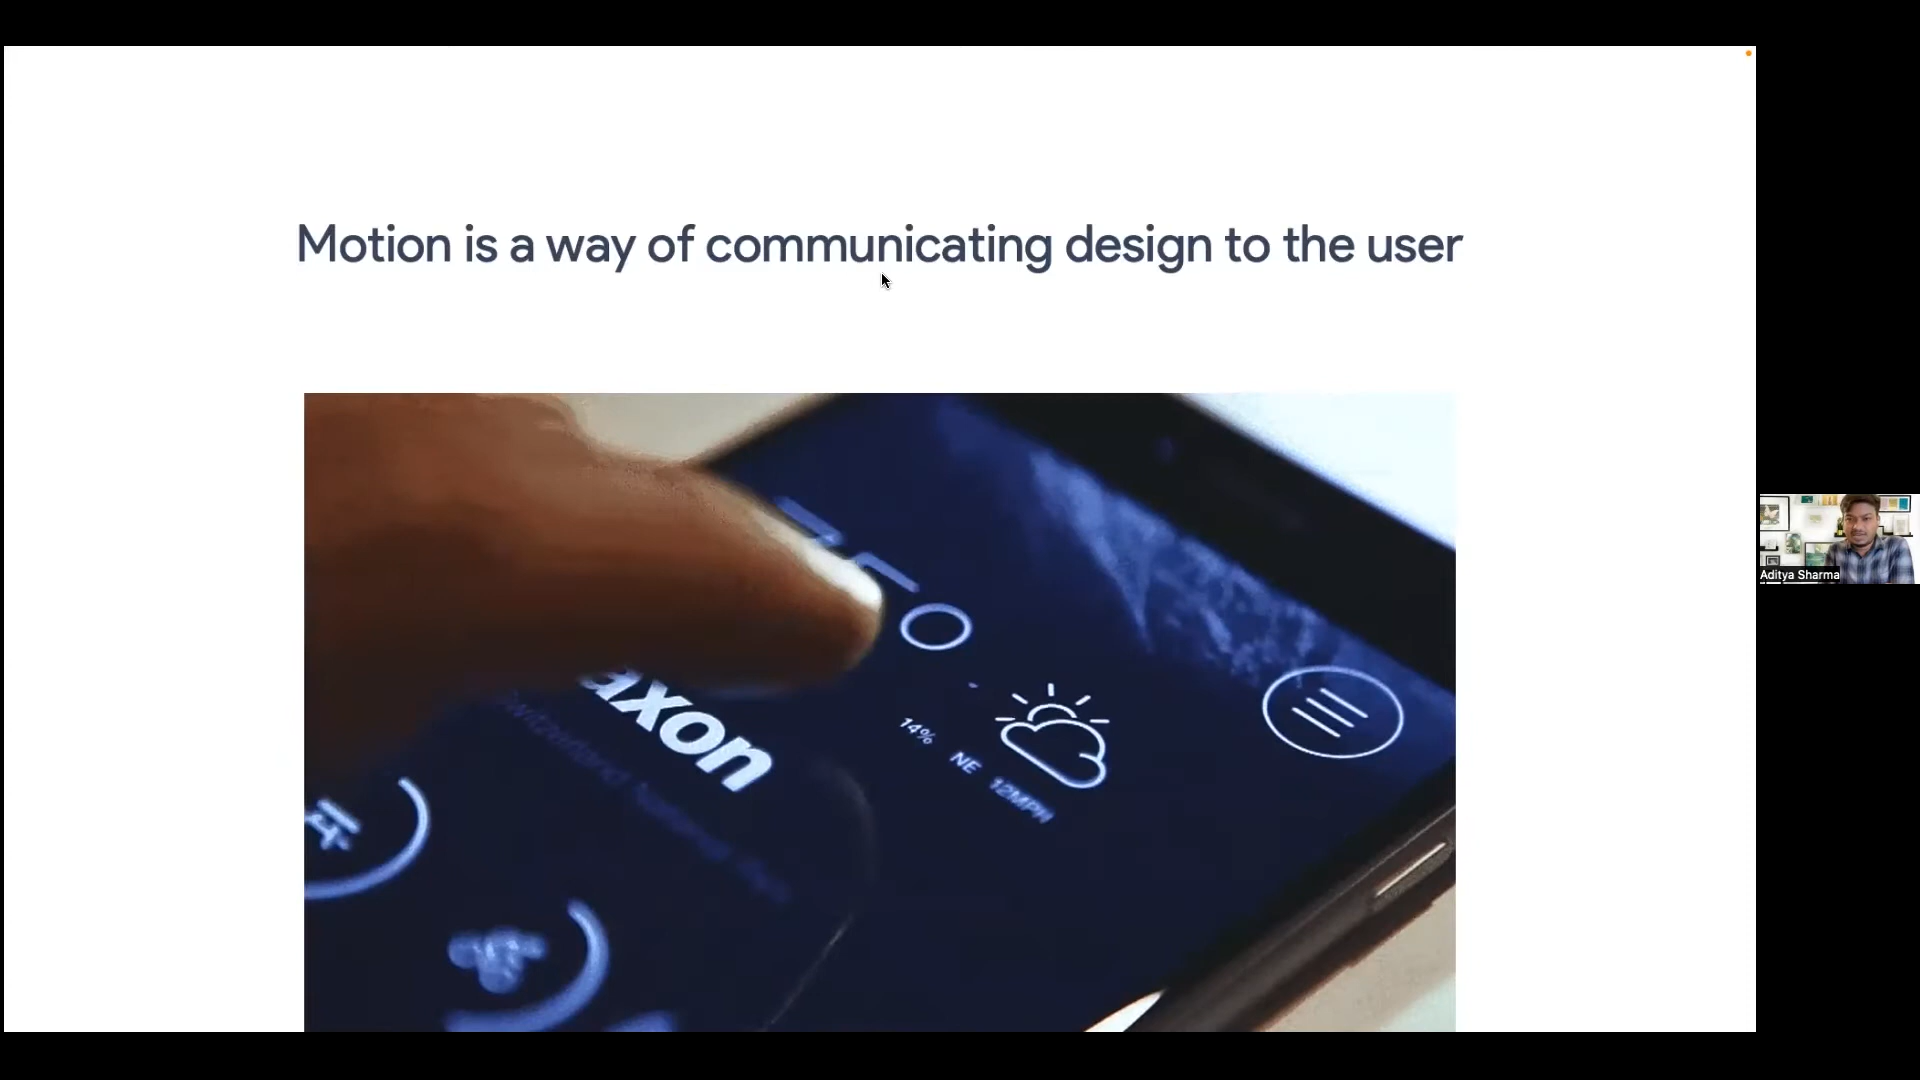 Motion is a way of communicating design to the user
axon
14% NE 12MPH
Aditya Sharma